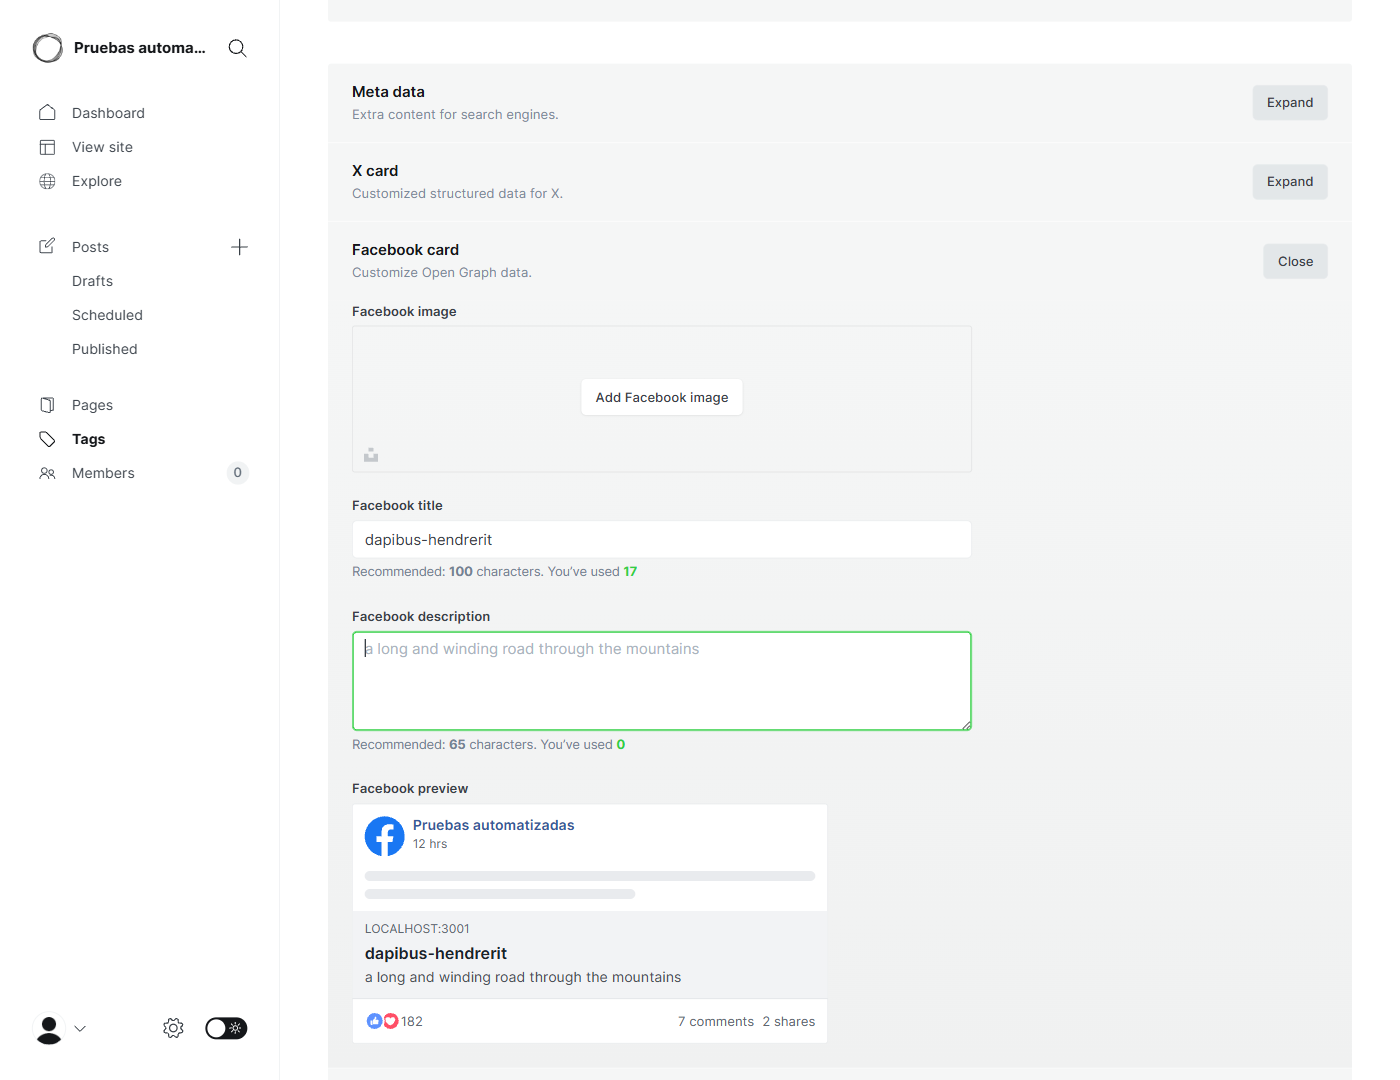 Pruebas automa...
Dashboard
View site
Explore
Posts
Drafts
Scheduled
Published
Pages
Tags
Members
0
Meta data
Extra content for search engines.
Expand
X card
Customized structured data for X.
Expand
Facebook card
Customize Open Graph data.
Close
Facebook image
Add Facebook image
Facebook title
dapibus-hendrerit
Recommended: 100 characters. You’ve used 17
Facebook description
a long and winding road through the mountains
Recommended: 65 characters. You’ve used 0
Facebook preview
Pruebas automatizadas
12 hrs
LOCALHOST:3001
dapibus-hendrerit
a long and winding road through the mountains
182
7 comments 2 shares